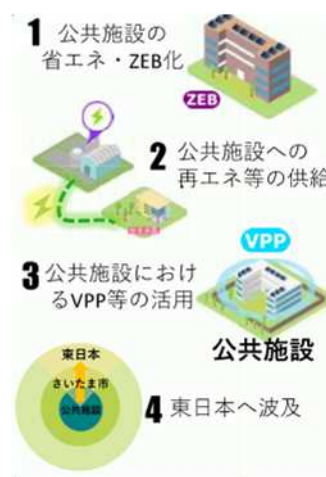 1 公共施設の
省エネ・ZEB化
ZEB
2 公共施設への
再エネ等の供給
VPP
3 公共施設におけ
るVPP等の活用
公共施設
東日本
さいたま市
公共施設
4 東日本へ波及